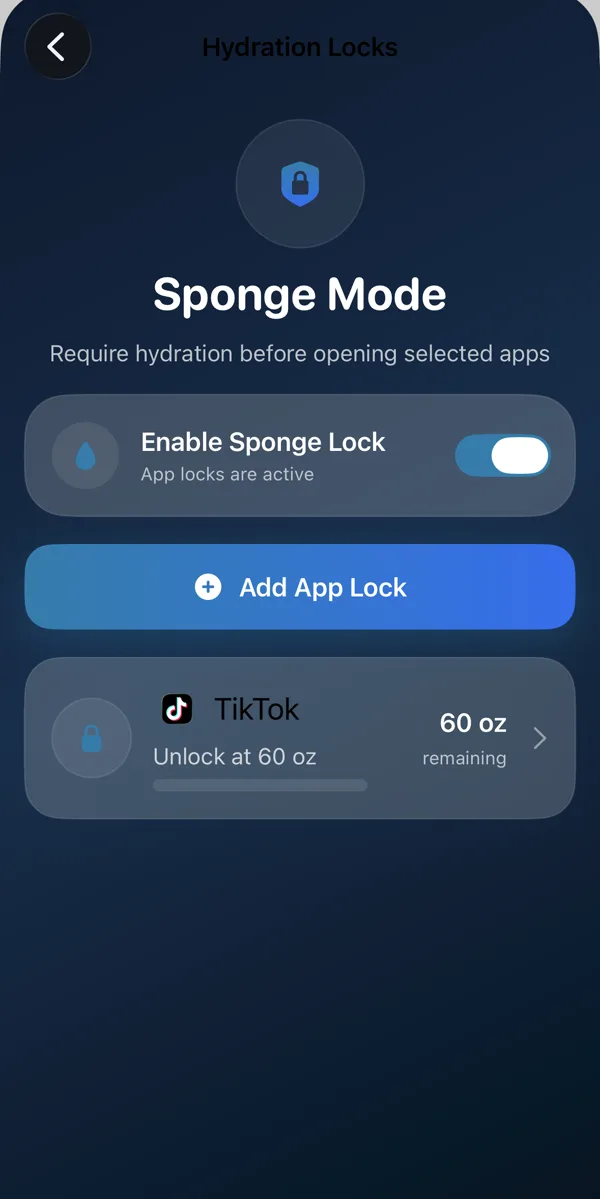 Hydration Locks
Sponge Mode
Require hydration before opening selected apps
Enable Sponge Lock
App locks are active
Add App Lock
TikTok
Unlock at 60 oz
60 oz
remaining